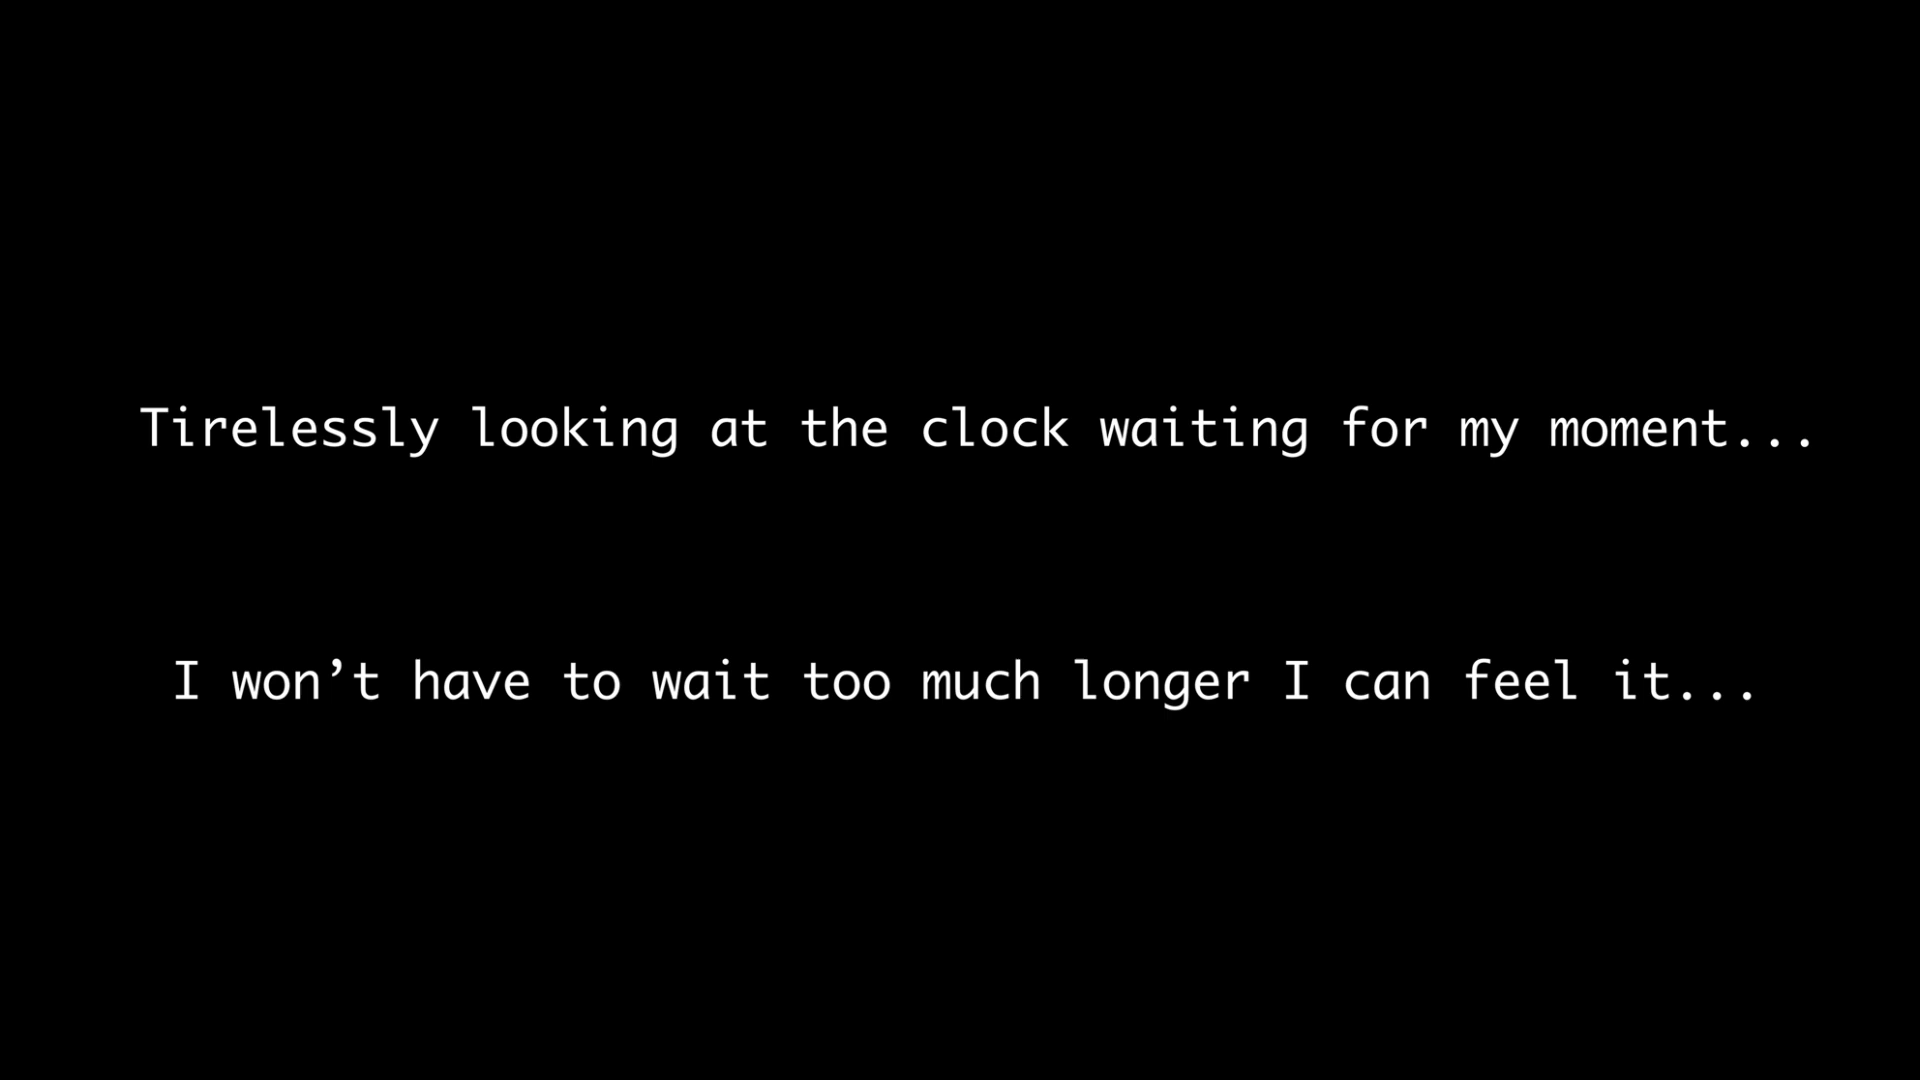 Tirelessly looking at the clock waiting for my moment...
I won’t have to wait too much longer I can feel it...